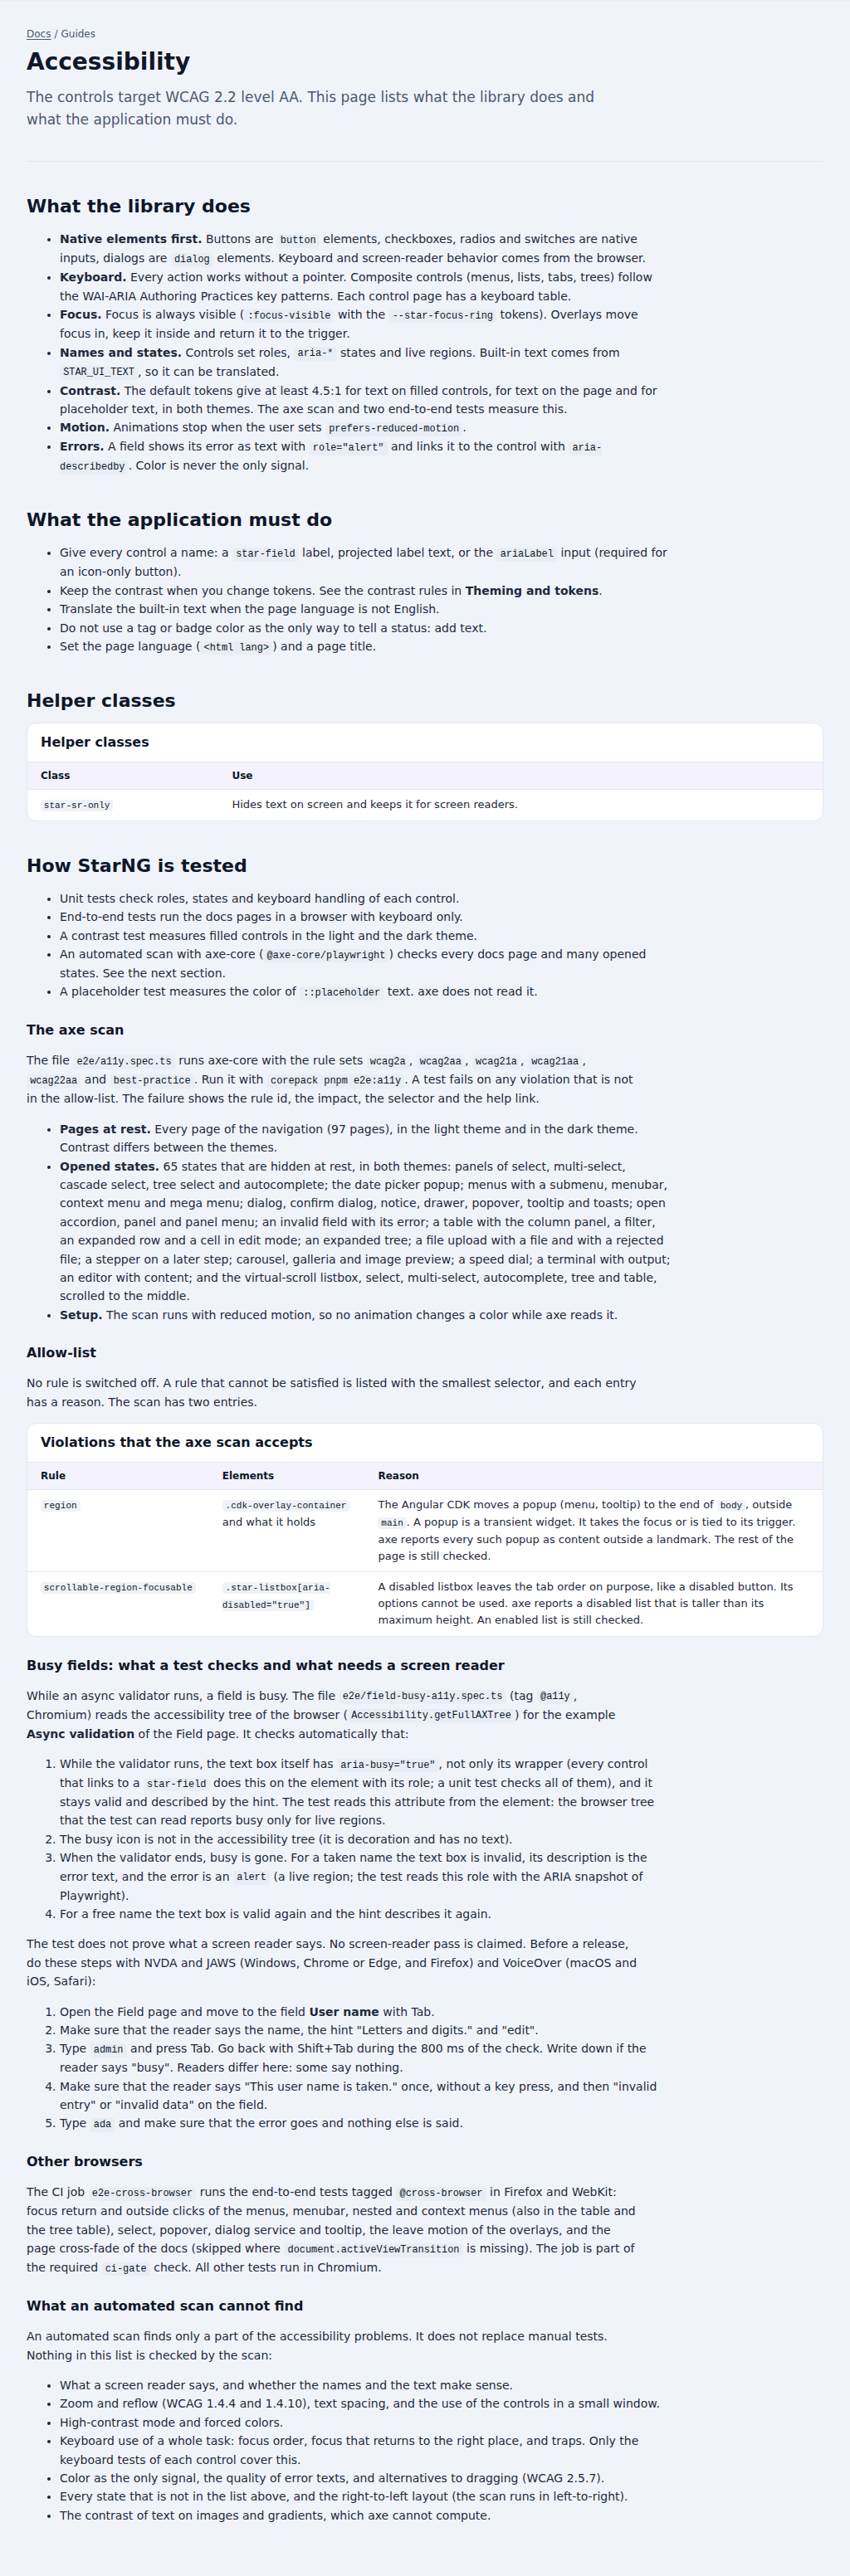 Docs / Guides
Accessibility
The controls target WCAG 2.2 level AA. This page lists what the library does and
what the application must do.
What the library does
• Native elements first. Buttons are button elements, checkboxes, radios and switches are native
inputs, dialogs are dialog elements. Keyboard and screen-reader behavior comes from the browser.
• Keyboard. Every action works without a pointer. Composite controls (menus, lists, tabs, trees) follow
the WAI-ARIA Authoring Practices key patterns. Each control page has a keyboard table.
• Focus. Focus is always visible (:focus-visible with the --star-focus-ring tokens). Overlays move
focus in, keep it inside and return it to the trigger.
• Names and states. Controls set roles, aria-* states and live regions. Built-in text comes from
STAR_UI_TEXT, so it can be translated.
• Contrast. The default tokens give at least 4.5:1 for text on filled controls, for text on the page and for
placeholder text, in both themes. The axe scan and two end-to-end tests measure this.
• Motion. Animations stop when the user sets prefers-reduced-motion.
• Errors. A field shows its error as text with role="alert" and links it to the control with aria-
describedby. Color is never the only signal.
What the application must do
• Give every control a name: a star-field label, projected label text, or the ariaLabel input (required for
an icon-only button).
• Keep the contrast when you change tokens. See the contrast rules in Theming and tokens.
• Translate the built-in text when the page language is not English.
• Do not use a tag or badge color as the only way to tell a status: add text.
• Set the page language (<html lang>) and a page title.
Helper classes
Helper classes
Class Use
star-sr-only Hides text on screen and keeps it for screen readers.
How StarNG is tested
• Unit tests check roles, states and keyboard handling of each control.
• End-to-end tests run the docs pages in a browser with keyboard only.
• A contrast test measures filled controls in the light and the dark theme.
• An automated scan with axe-core (@axe-core/playwright) checks every docs page and many opened
states. See the next section.
• A placeholder test measures the color of ::placeholder text. axe does not read it.
The axe scan
The file e2e/a11y.spec.ts runs axe-core with the rule sets wcag2a, wcag2aa, wcag21a, wcag21aa,
wcag22aa and best-practice. Run it with corepack pnpm e2e:a11y. A test fails on any violation that is not
in the allow-list. The failure shows the rule id, the impact, the selector and the help link.
• Pages at rest. Every page of the navigation (97 pages), in the light theme and in the dark theme.
Contrast differs between the themes.
• Opened states. 65 states that are hidden at rest, in both themes: panels of select, multi-select,
cascade select, tree select and autocomplete; the date picker popup; menus with a submenu, menubar,
context menu and mega menu; dialog, confirm dialog, notice, drawer, popover, tooltip and toasts; open
accordion, panel and panel menu; an invalid field with its error; a table with the column panel, a filter,
an expanded row and a cell in edit mode; an expanded tree; a file upload with a file and with a rejected
file; a stepper on a later step; carousel, galleria and image preview; a speed dial; a terminal with output;
an editor with content; and the virtual-scroll listbox, select, multi-select, autocomplete, tree and table,
scrolled to the middle.
• Setup. The scan runs with reduced motion, so no animation changes a color while axe reads it.
Allow-list
No rule is switched off. A rule that cannot be satisfied is listed with the smallest selector, and each entry
has a reason. The scan has two entries.
Violations that the axe scan accepts
Rule Elements Reason
region .cdk-overlay-container The Angular CDK moves a popup (menu, tooltip) to the end of body, outside
and what it holds main. A popup is a transient widget. It takes the focus or is tied to its trigger.
axe reports every such popup as content outside a landmark. The rest of the
page is still checked.
scrollable-region-focusable .star-listbox[aria- A disabled listbox leaves the tab order on purpose, like a disabled button. Its
disabled="true"] options cannot be used. axe reports a disabled list that is taller than its
maximum height. An enabled list is still checked.
Busy fields: what a test checks and what needs a screen reader
While an async validator runs, a field is busy. The file e2e/field-busy-a11y.spec.ts (tag @a11y,
Chromium) reads the accessibility tree of the browser (Accessibility.getFullAXTree) for the example
Async validation of the Field page. It checks automatically that:
1. While the validator runs, the text box itself has aria-busy="true", not only its wrapper (every control
that links to a star-field does this on the element with its role; a unit test checks all of them), and it
stays valid and described by the hint. The test reads this attribute from the element: the browser tree
that the test can read reports busy only for live regions.
2. The busy icon is not in the accessibility tree (it is decoration and has no text).
3. When the validator ends, busy is gone. For a taken name the text box is invalid, its description is the
error text, and the error is an alert (a live region; the test reads this role with the ARIA snapshot of
Playwright).
4. For a free name the text box is valid again and the hint describes it again.
The test does not prove what a screen reader says. No screen-reader pass is claimed. Before a release,
do these steps with NVDA and JAWS (Windows, Chrome or Edge, and Firefox) and VoiceOver (macOS and
iOS, Safari):
1. Open the Field page and move to the field User name with Tab.
2. Make sure that the reader says the name, the hint "Letters and digits." and "edit".
3. Type admin and press Tab. Go back with Shift+Tab during the 800 ms of the check. Write down if the
reader says "busy". Readers differ here: some say nothing.
4. Make sure that the reader says "This user name is taken." once, without a key press, and then "invalid
entry" or "invalid data" on the field.
5. Type ada and make sure that the error goes and nothing else is said.
Other browsers
The CI job e2e-cross-browser runs the end-to-end tests tagged @cross-browser in Firefox and WebKit:
focus return and outside clicks of the menus, menubar, nested and context menus (also in the table and
the tree table), select, popover, dialog service and tooltip, the leave motion of the overlays, and the
page cross-fade of the docs (skipped where document.activeViewTransition is missing). The job is part of
the required ci-gate check. All other tests run in Chromium.
What an automated scan cannot find
An automated scan finds only a part of the accessibility problems. It does not replace manual tests.
Nothing in this list is checked by the scan:
• What a screen reader says, and whether the names and the text make sense.
• Zoom and reflow (WCAG 1.4.4 and 1.4.10), text spacing, and the use of the controls in a small window.
• High-contrast mode and forced colors.
• Keyboard use of a whole task: focus order, focus that returns to the right place, and traps. Only the
keyboard tests of each control cover this.
• Color as the only signal, the quality of error texts, and alternatives to dragging (WCAG 2.5.7).
• Every state that is not in the list above, and the right-to-left layout (the scan runs in left-to-right).
• The contrast of text on images and gradients, which axe cannot compute.